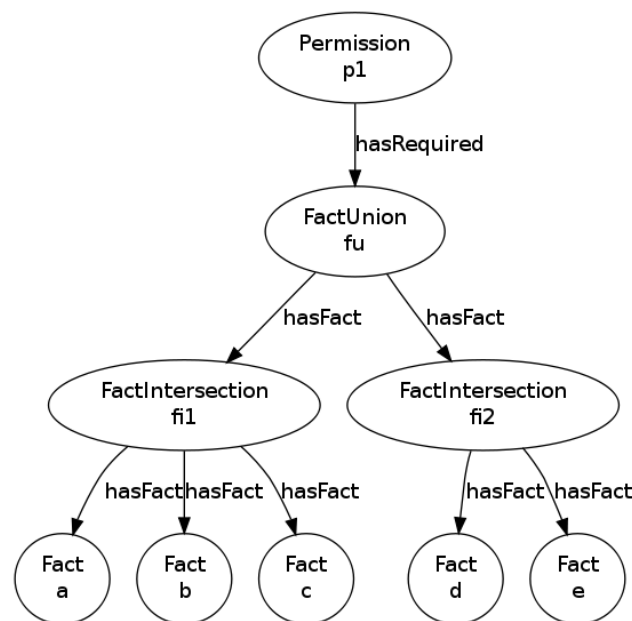 Permission
p1
hasRequired
FactUnion
fu
hasFact
hasFact
FactIntersection
fi1
FactIntersection
fi2
hasFact
hasFact
hasFact
hasFact
hasFact
Fact
a
Fact
b
Fact
c
Fact
d
Fact
e